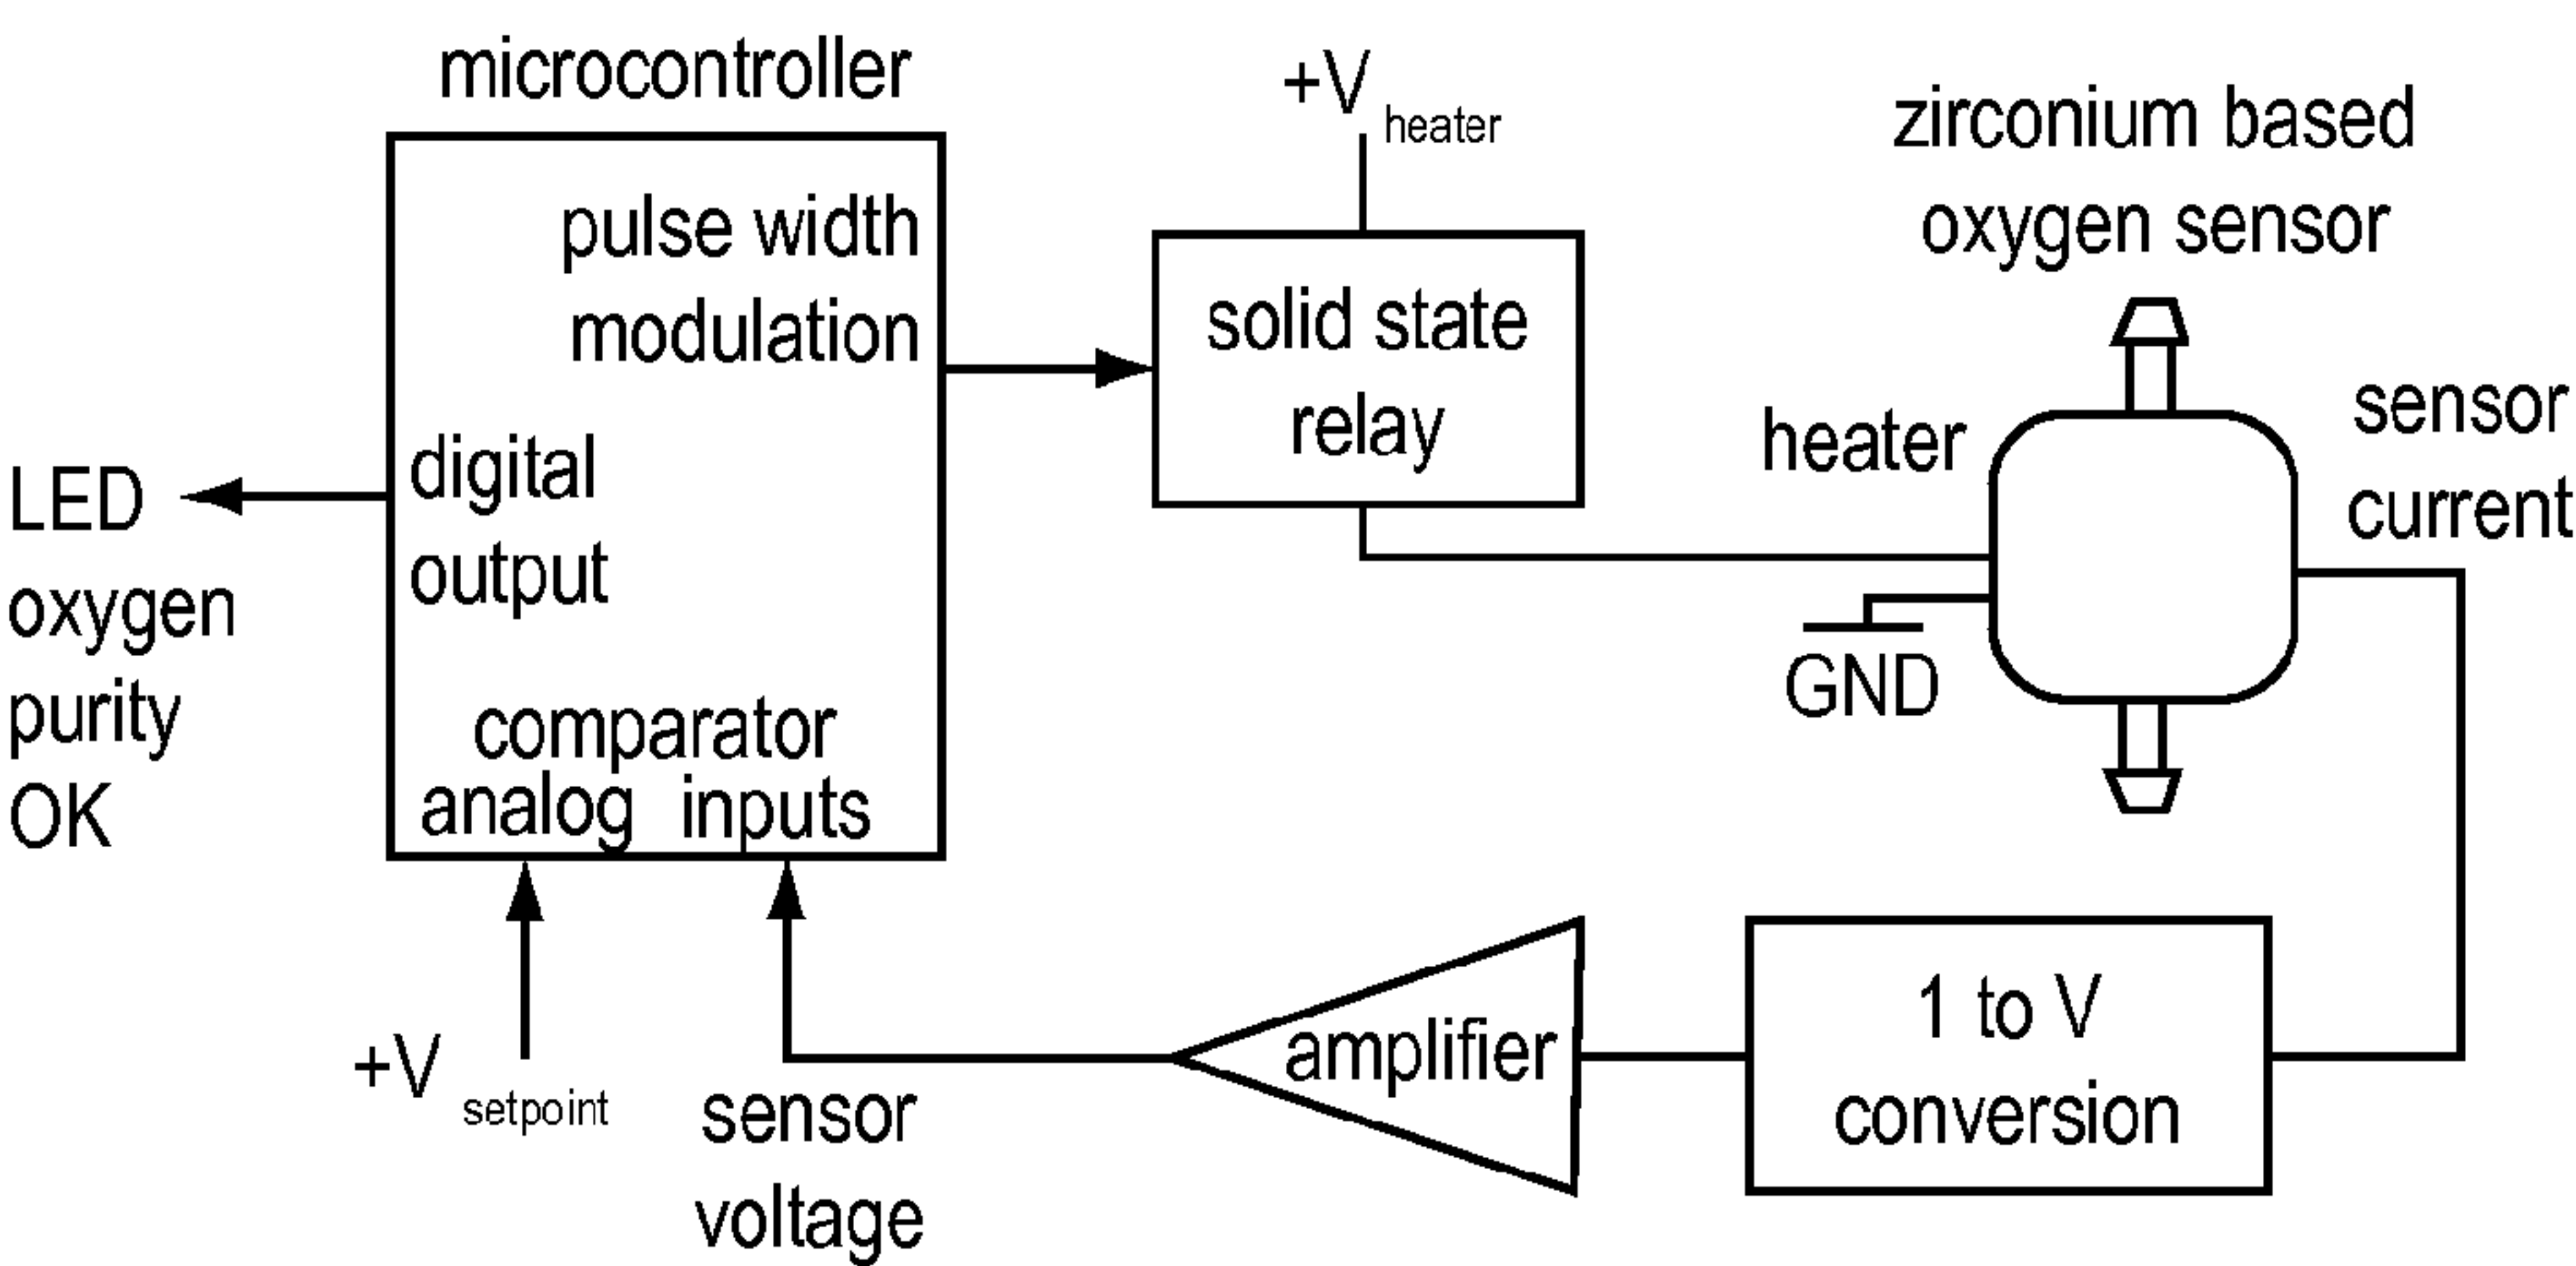 microcontroller
pulse width
modulation
digital
output
comparator
analog inputs
LED
oxygen
purity
OK
+V setpoint
sensor
voltage
+V heater
solid state
relay
heater
GND
zirconium based
oxygen sensor
sensor
current
amplifier
1 to V
conversion